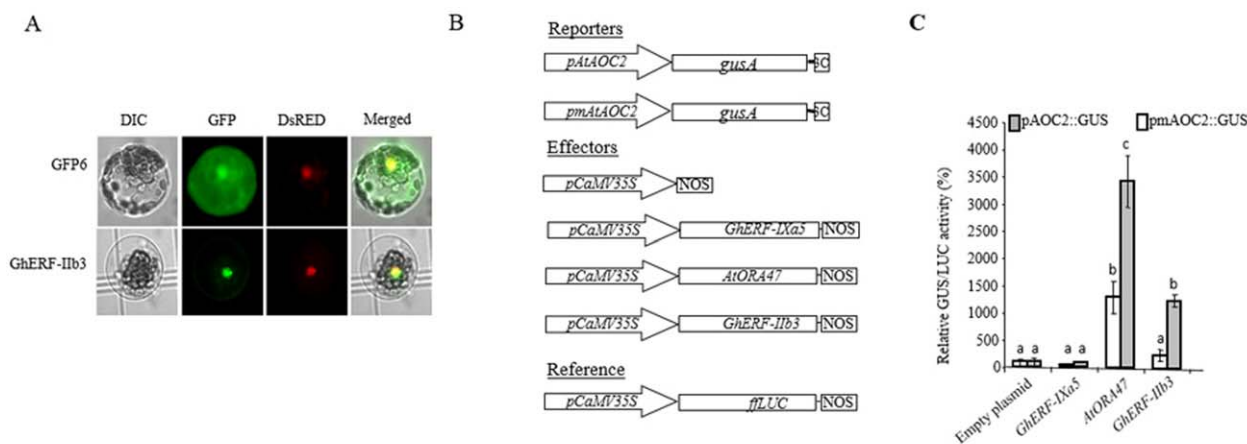 A
DIC
GFP
DsRED
Merged
GFP6
GhERF-IIb3
B
Reporters
pAtAOC2
gusA
pmAtAOC2
gusA
Effectors
pCaMV35S
NOS
pCaMV35S
GhERF-IXa5
NOS
pCaMV35S
AtORA47
NOS
pCaMV35S
GhERF-IIb3
NOS
Reference
pCaMV35S
ffLUC
NOS
C
pAOC2::GUS
pmAOC2::GUS
Relative GUS/LUC activity (%)
4500
4000
3500
3000
2500
2000
1500
1000
500
0
a a
a a
b
c
a
b
Empty plasmid
GhERF-IXa5
AtORA47
GhERF-IIb3